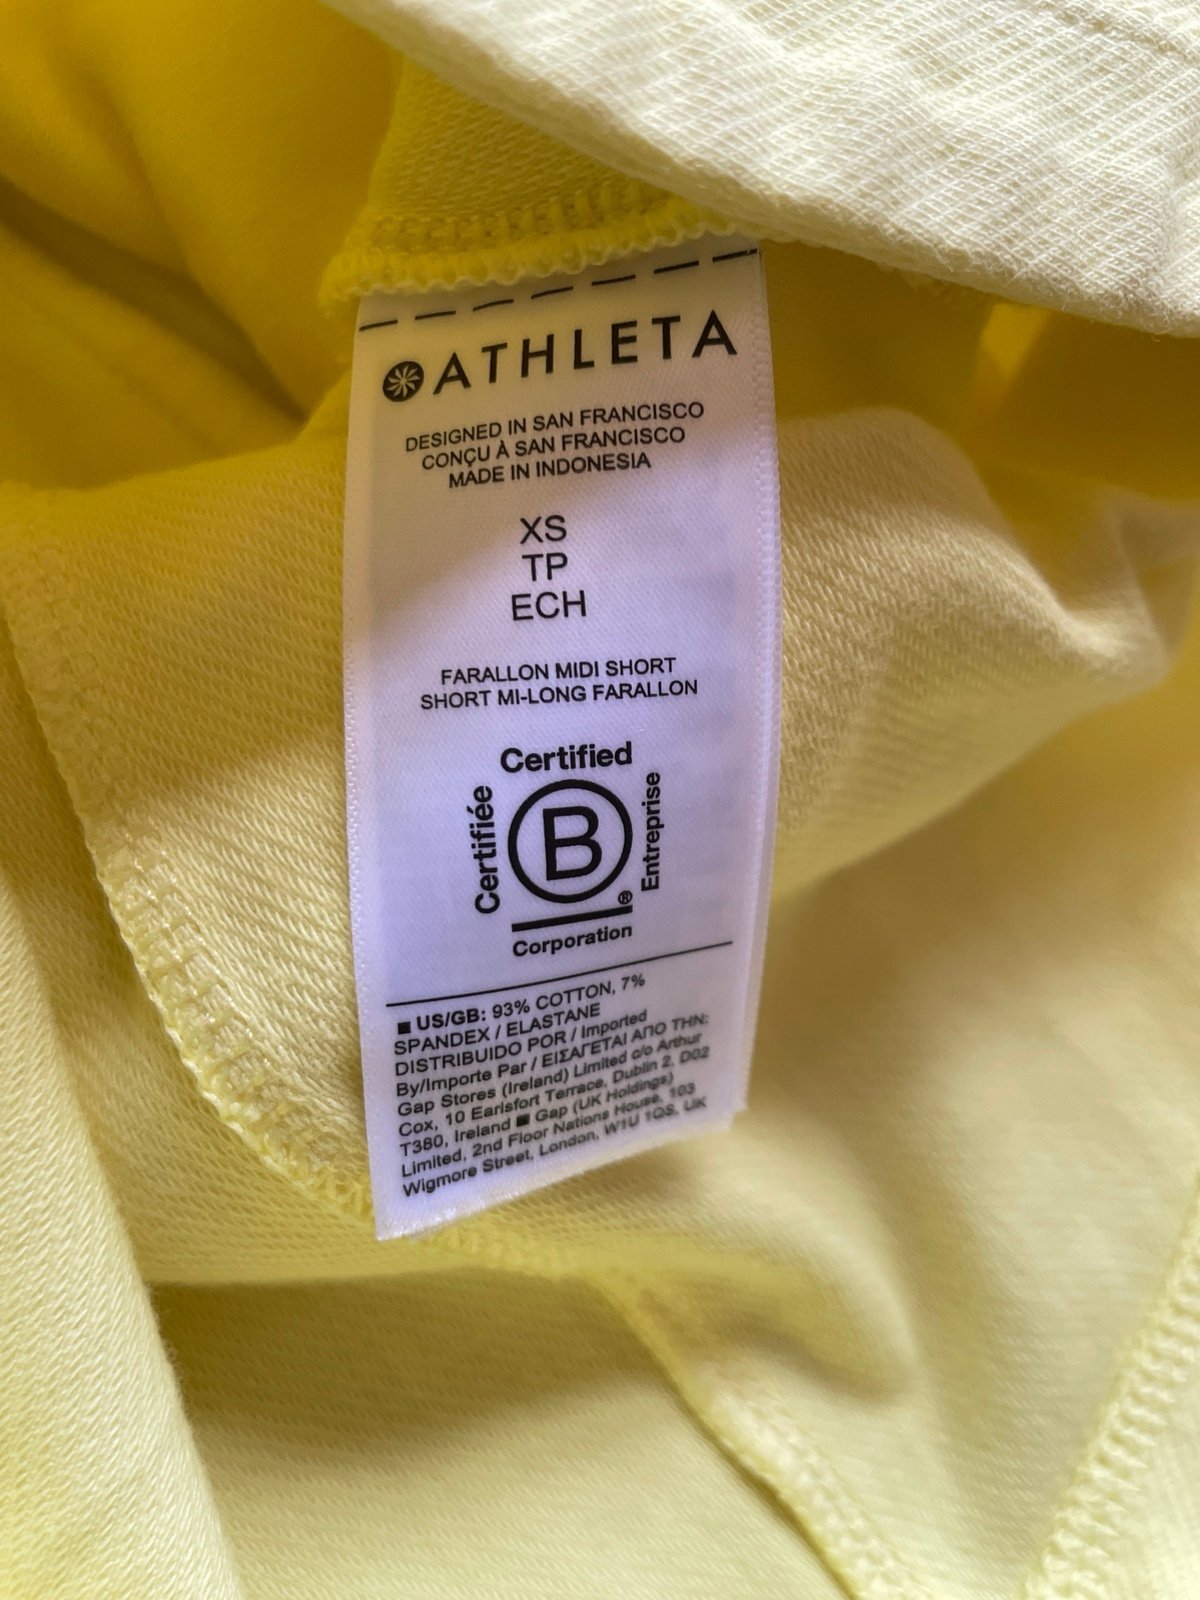 ATHLETA
DESIGNED IN SAN FRANCISCO
CONÇU À SAN FRANCISCO
MADE IN INDONESIA
XS
TP
ECH
FARALLON MIDI SHORT
SHORT MI-LONG FARALLON
Certified
Certifiée
B
Entreprise
®
Corporation
■ US/GB: 93% COTTON, 7%
SPANDEX / ELASTANE
DISTRIBUIDO POR / Imported
By/Importe Par / ΕΙΣΑΓΕΤΑΙ ΑΠΟ ΤΗΝ:
Gap Stores (Ireland) Limited c/o Arthur
Cox, 10 Earlsfort Terrace, Dublin 2, D02
T380, Ireland ■ Gap (UK Holdings)
Limited, 2nd Floor Nations House, 103
Wigmore Street, London, W1U 1QS, UK